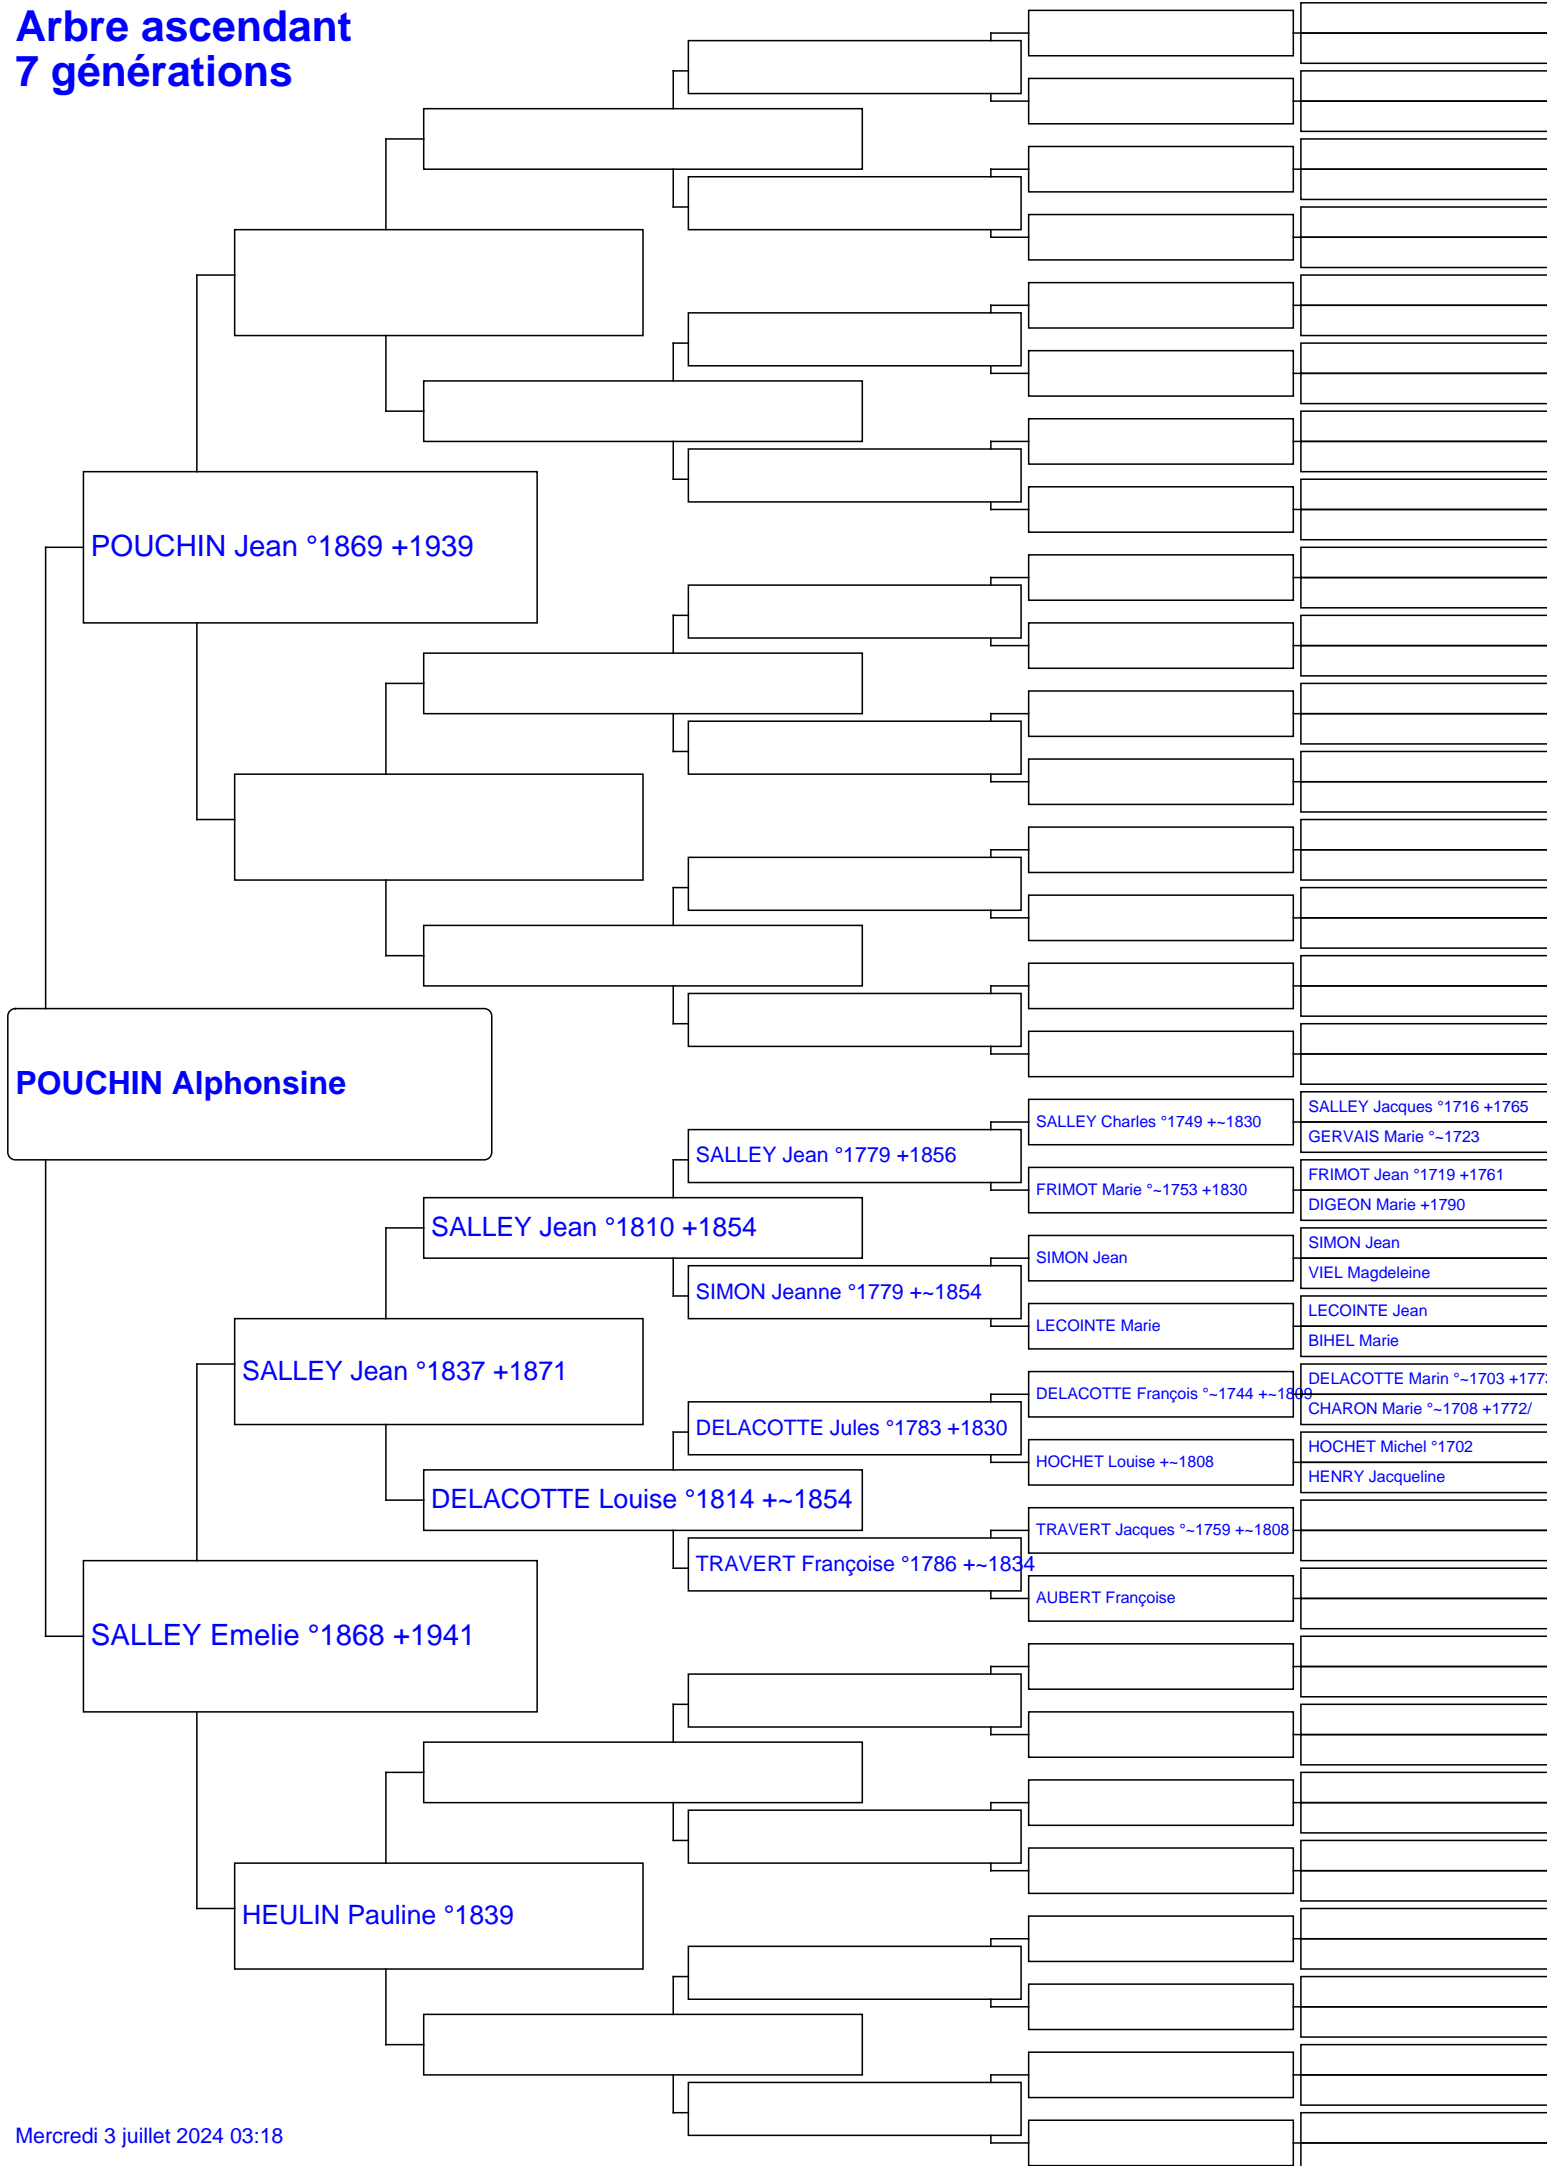 Arbre ascendant
7 générations
POUCHIN Jean °1869 +1939
POUCHIN Alphonsine
SALLEY Jacques °1716 +1765
SALLEY Charles °1749 +~1830
GERVAIS Marie °~1723
SALLEY Jean °1779 +1856
FRIMOT Jean °1719 +1761
FRIMOT Marie °~1753 +1830
DIGEON Marie +1790
SALLEY Jean °1810 +1854
SIMON Jean
SIMON Jean
VIEL Magdeleine
SIMON Jeanne °1779 +~1854
LECOINTE Jean
LECOINTE Marie
BIHEL Marie
SALLEY Jean °1837 +1871
DELACOTTE Marin °~1703 +1773
DELACOTTE François °~1744 +~1809
CHARON Marie °~1708 +1772/
DELACOTTE Jules °1783 +1830
HOCHET Michel °1702
HOCHET Louise +~1808
HENRY Jacqueline
DELACOTTE Louise °1814 +~1854
TRAVERT Jacques °~1759 +~1808
TRAVERT Françoise °1786 +~1834
AUBERT Françoise
SALLEY Emelie °1868 +1941
HEULIN Pauline °1839
Mercredi 3 juillet 2024 03:18